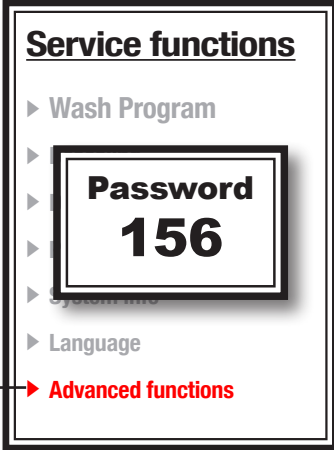 Service functions
Wash Program
Password
156
Language
Advanced functions